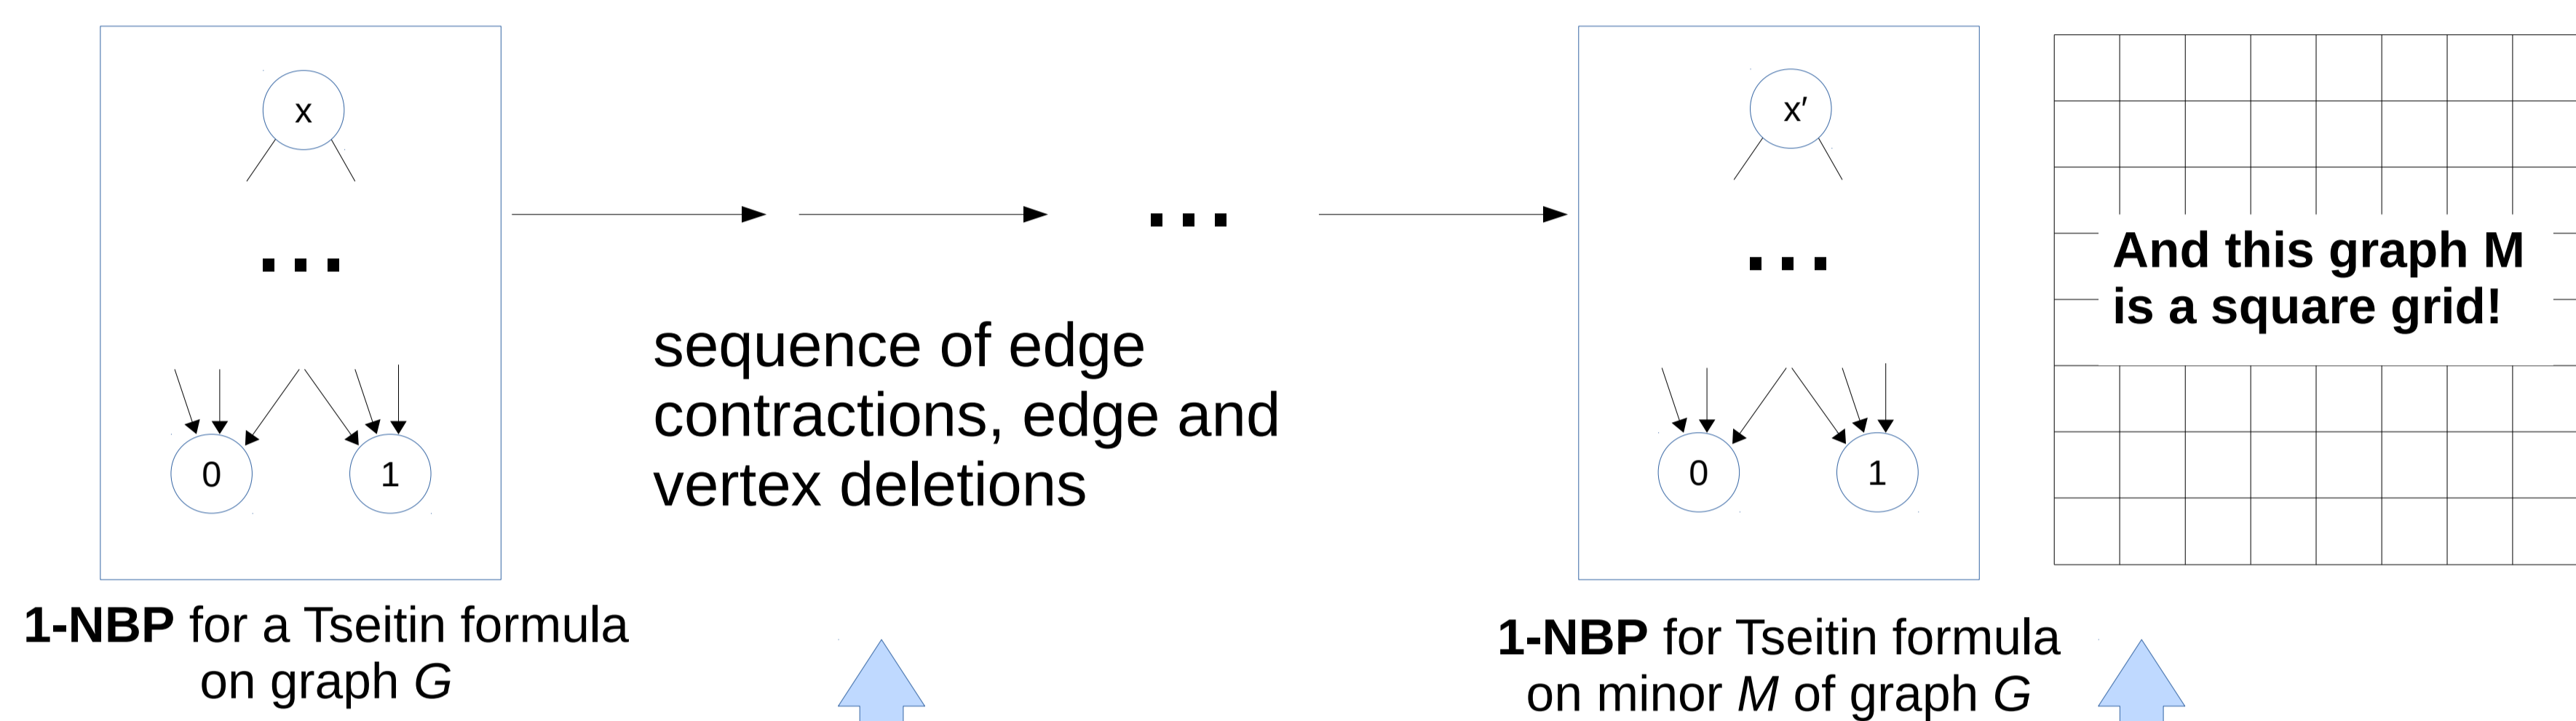 x
...
0 1
1-NBP for a Tseitin formula
on graph G
...
sequence of edge
contractions, edge and
vertex deletions
x′
...
0 1
1-NBP for Tseitin formula
on minor M of graph G
And this graph M
is a square grid!